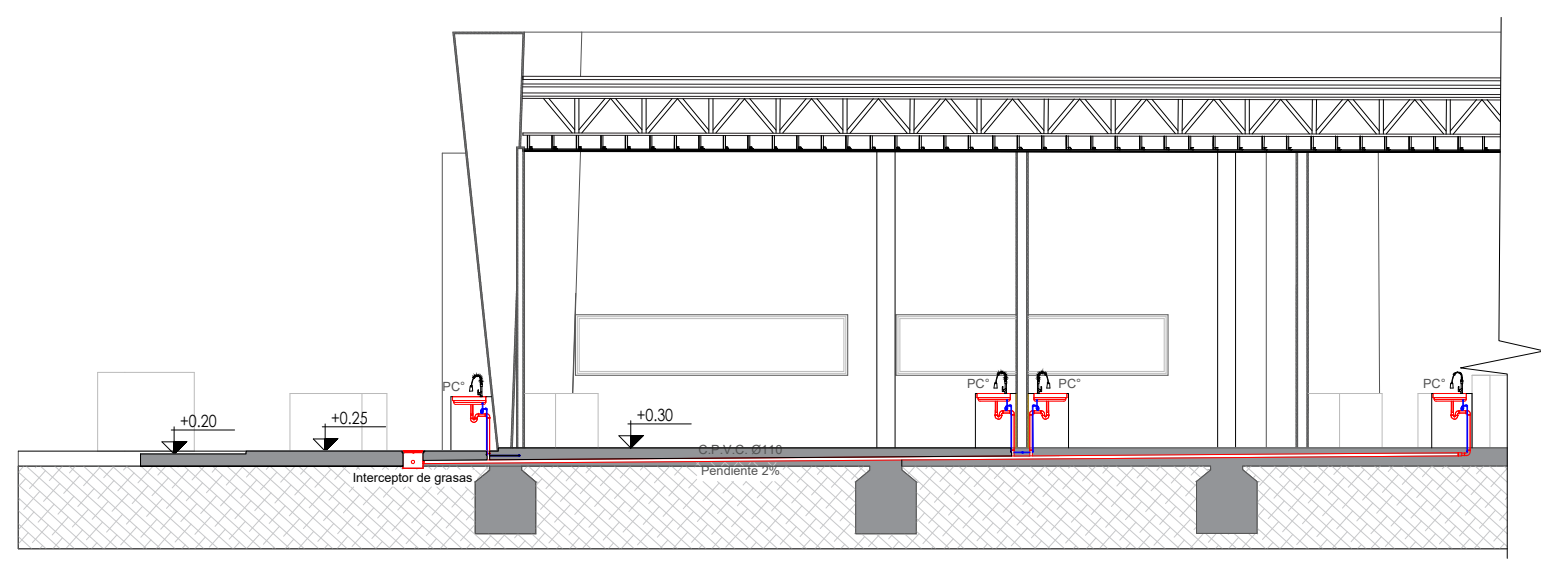 PC°
PC°
PC°
PC°
+0.20
+0.25
+0.30
C.P.V.C. Ø110
Pendiente 2%
Interceptor de grasas